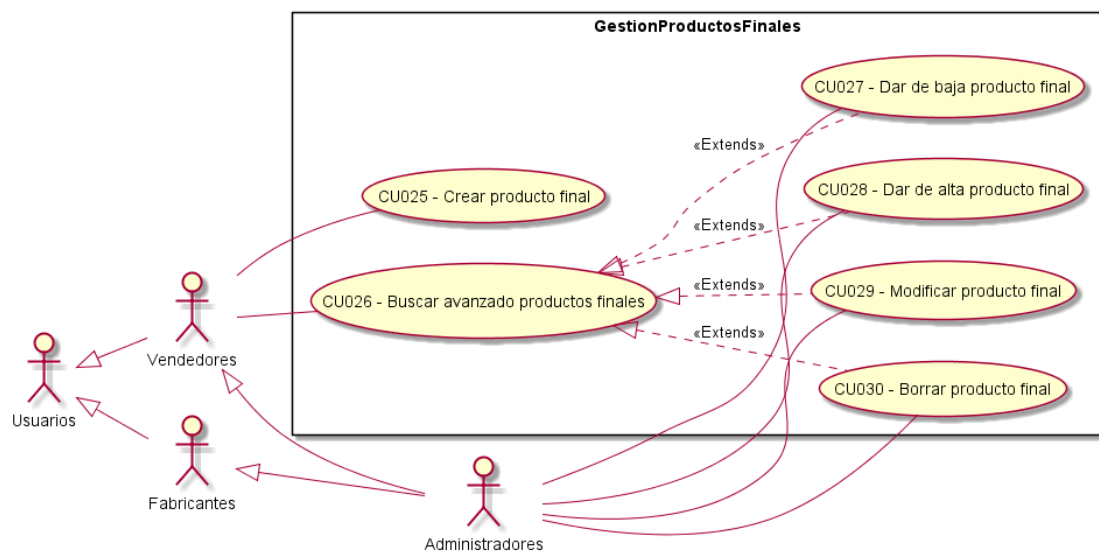 GestionProductosFinales
CU027 - Dar de baja producto final
«Extends»
CU025 - Crear producto final
CU028 - Dar de alta producto final
«Extends»
CU026 - Buscar avanzado productos finales
«Extends»
CU029 - Modificar producto final
«Extends»
Vendedores
CU030 - Borrar producto final
Usuarios
Fabricantes
Administradores